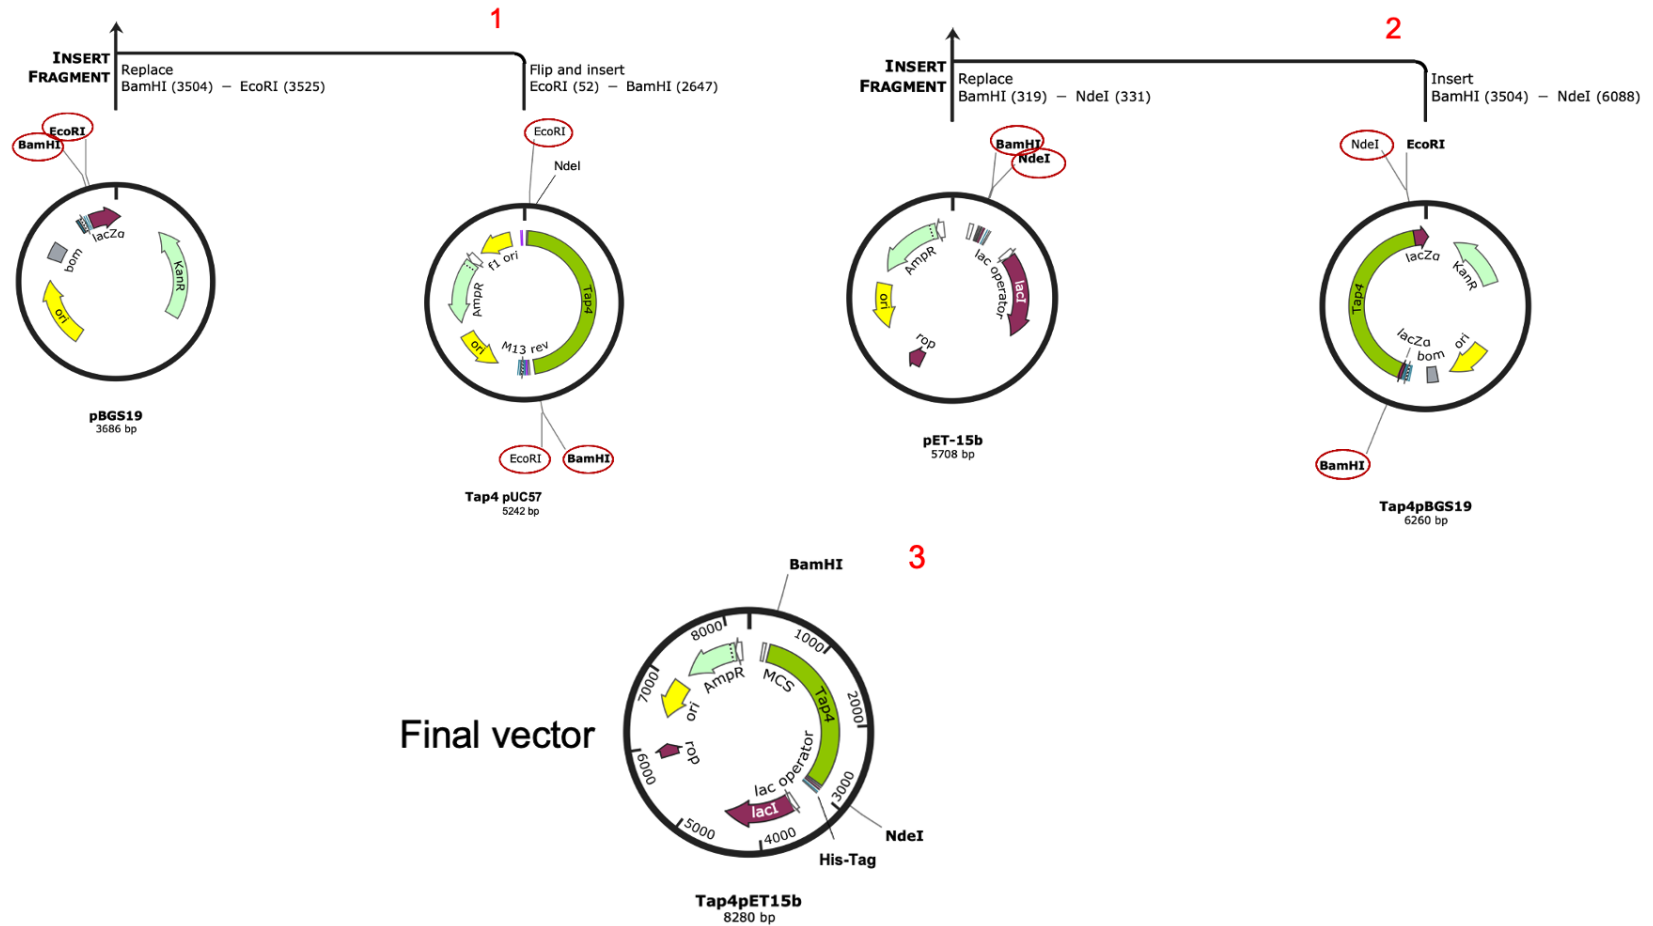 1
INSERT
FRAGMENT
Replace
BamHI (3504) – EcoRI (3525)
Flip and insert
EcoRI (52) – BamHI (2647)
EcoRI
BamHI
lacZα
bom
ori
KanR
pBGS19
3686 bp
EcoRI
NdeI
f1 ori
AmpR
ori
M13 rev
Tap4
EcoRI
BamHI
Tap4 pUC57
5242 bp
2
INSERT
FRAGMENT
Replace
BamHI (319) – NdeI (331)
Insert
BamHI (3504) – NdeI (6088)
BamHI
NdeI
AmpR
ori
rop
lac operator
lacI
pET-15b
5708 bp
NdeI
EcoRI
lacZα
KanR
Tap4
lacZα
bom
ori
BamHI
Tap4pBGS19
6260 bp
3
BamHI
8000
1000
7000
AmpR
MCS
Tap4
2000
ori
Final vector
rop
6000
lac operator
3000
lacI
5000
4000
NdeI
His-Tag
Tap4pET15b
8280 bp